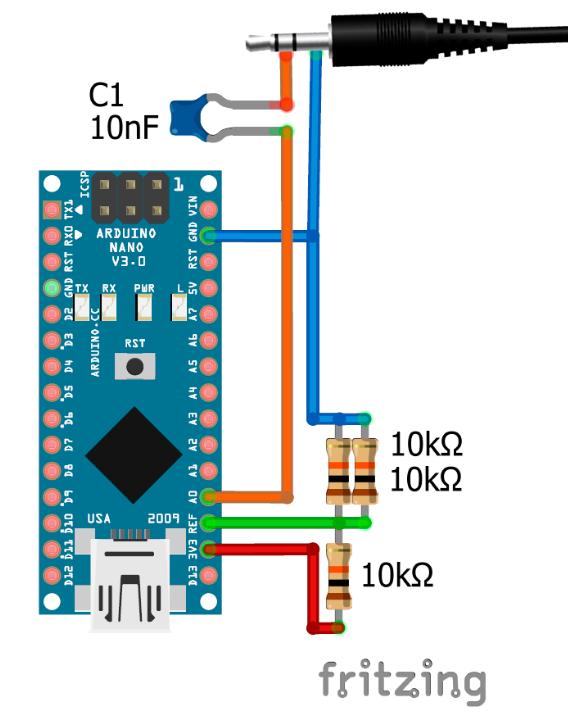 C1
10nF
ICSP
1
TX1
RX0
RST
GND
D2
D3
D4
D5
D6
D7
D8
D9
D10
D11
D12
ARDUINO
NANO
V3.0
TX
RX
PWR
L
ARDUINO.CC
RST
USA
2009
VIN
GND
RST
5V
A7
A6
A5
A4
A3
A2
A1
A0
REF
3V3
D13
10kΩ
10kΩ
10kΩ
fritzing